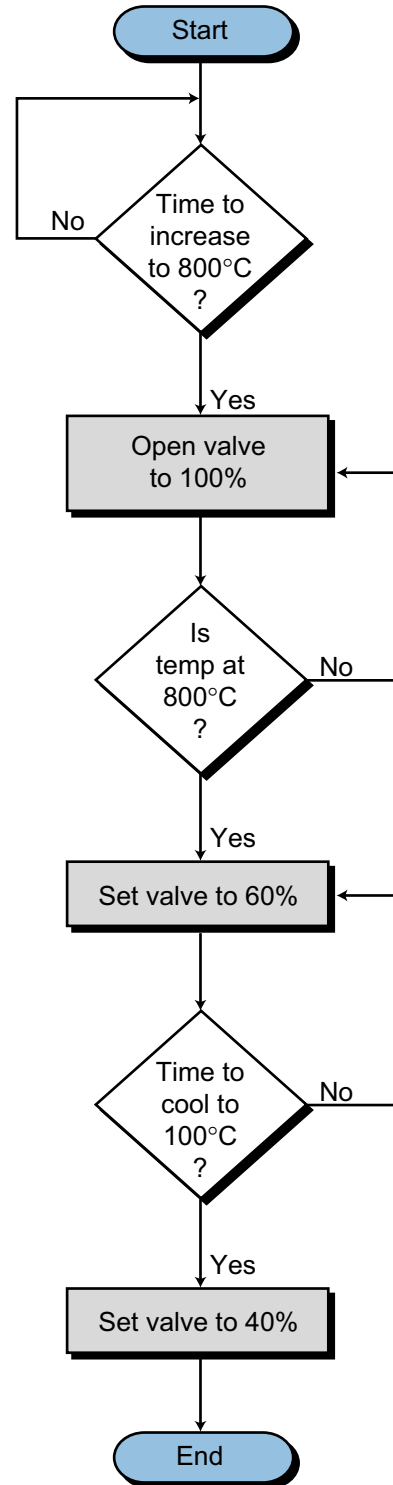 Start
Time to
increase
to 800°C
?
No
Yes
Open valve
to 100%
Is
temp at
800°C
?
No
Yes
Set valve to 60%
Time to
cool to
100°C
?
No
Yes
Set valve to 40%
End